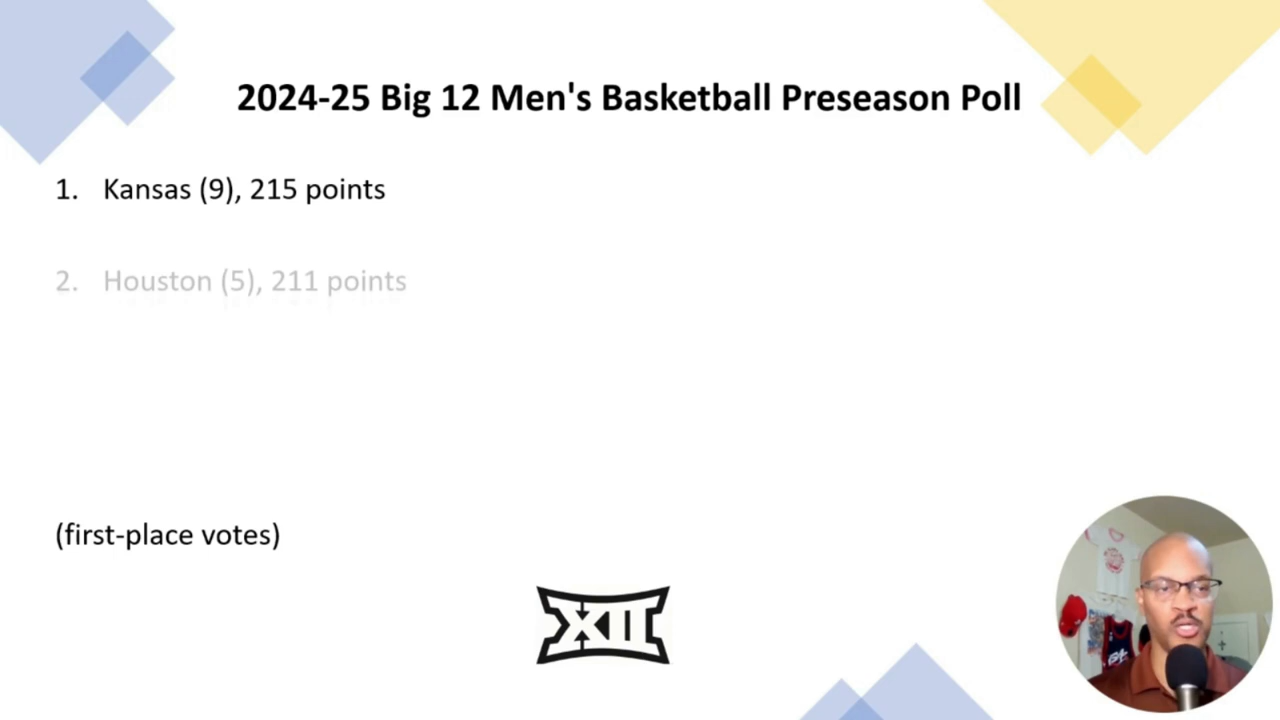 2024-25 Big 12 Men's Basketball Preseason Poll
1. Kansas (9), 215 points
2. Houston (5), 211 points
(first-place votes)
XII